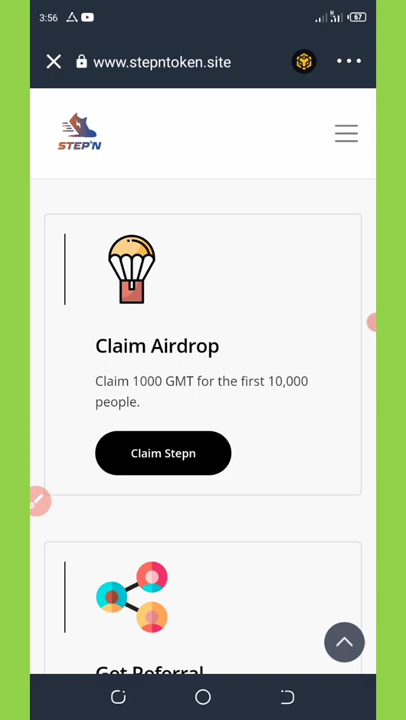 3:56
67
www.stepntoken.site
STEP'N
Claim Airdrop
Claim 1000 GMT for the first 10,000
people.
Claim Stepn
Get Referral